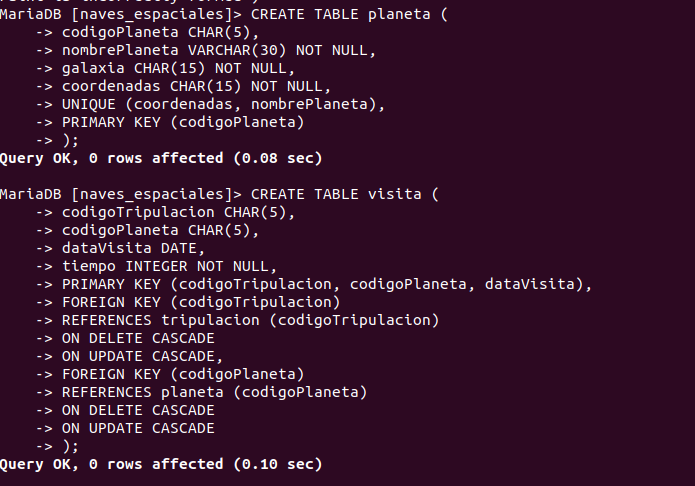 MariaDB [naves_espaciales]> CREATE TABLE planeta (
    -> codigoPlaneta CHAR(5),
    -> nombrePlaneta VARCHAR(30) NOT NULL,
    -> galaxia CHAR(15) NOT NULL,
    -> coordenadas CHAR(15) NOT NULL,
    -> UNIQUE (coordenadas, nombrePlaneta),
    -> PRIMARY KEY (codigoPlaneta)
    -> );
Query OK, 0 rows affected (0.08 sec)

MariaDB [naves_espaciales]> CREATE TABLE visita (
    -> codigoTripulacion CHAR(5),
    -> codigoPlaneta CHAR(5),
    -> dataVisita DATE,
    -> tiempo INTEGER NOT NULL,
    -> PRIMARY KEY (codigoTripulacion, codigoPlaneta, dataVisita),
    -> FOREIGN KEY (codigoTripulacion)
    -> REFERENCES tripulacion (codigoTripulacion)
    -> ON DELETE CASCADE
    -> ON UPDATE CASCADE,
    -> FOREIGN KEY (codigoPlaneta)
    -> REFERENCES planeta (codigoPlaneta)
    -> ON DELETE CASCADE
    -> ON UPDATE CASCADE
    -> );
Query OK, 0 rows affected (0.10 sec)